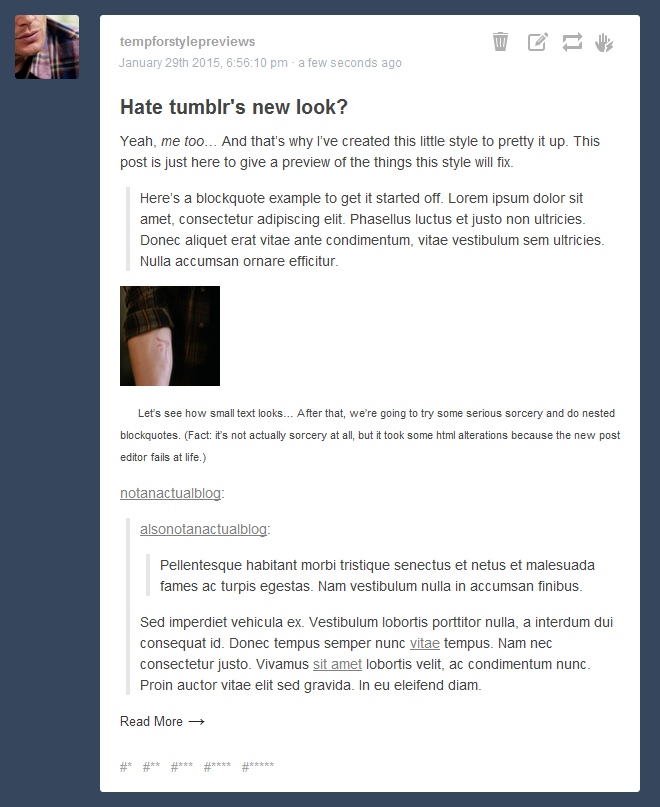 tempforstylepreviews
January 29th 2015, 6:56:10 pm · a few seconds ago
Hate tumblr's new look?
Yeah, me too… And that’s why I’ve created this little style to pretty it up. This
post is just here to give a preview of the things this style will fix.
Here’s a blockquote example to get it started off. Lorem ipsum dolor sit
amet, consectetur adipiscing elit. Phasellus luctus et justo non ultricies.
Donec aliquet erat vitae ante condimentum, vitae vestibulum sem ultricies.
Nulla accumsan ornare efficitur.
Let’s see how small text looks… After that, we’re going to try some serious sorcery and do nested
blockquotes. (Fact: it’s not actually sorcery at all, but it took some html alterations because the new post
editor fails at life.)
notanactualblog:
alsonotanactualblog:
Pellentesque habitant morbi tristique senectus et netus et malesuada
fames ac turpis egestas. Nam vestibulum nulla in accumsan finibus.
Sed imperdiet vehicula ex. Vestibulum lobortis porttitor nulla, a interdum dui
consequat id. Donec tempus semper nunc vitae tempus. Nam nec
consectetur justo. Vivamus sit amet lobortis velit, ac condimentum nunc.
Proin auctor vitae elit sed gravida. In eu eleifend diam.
Read More →
#* #** #*** #**** #*****